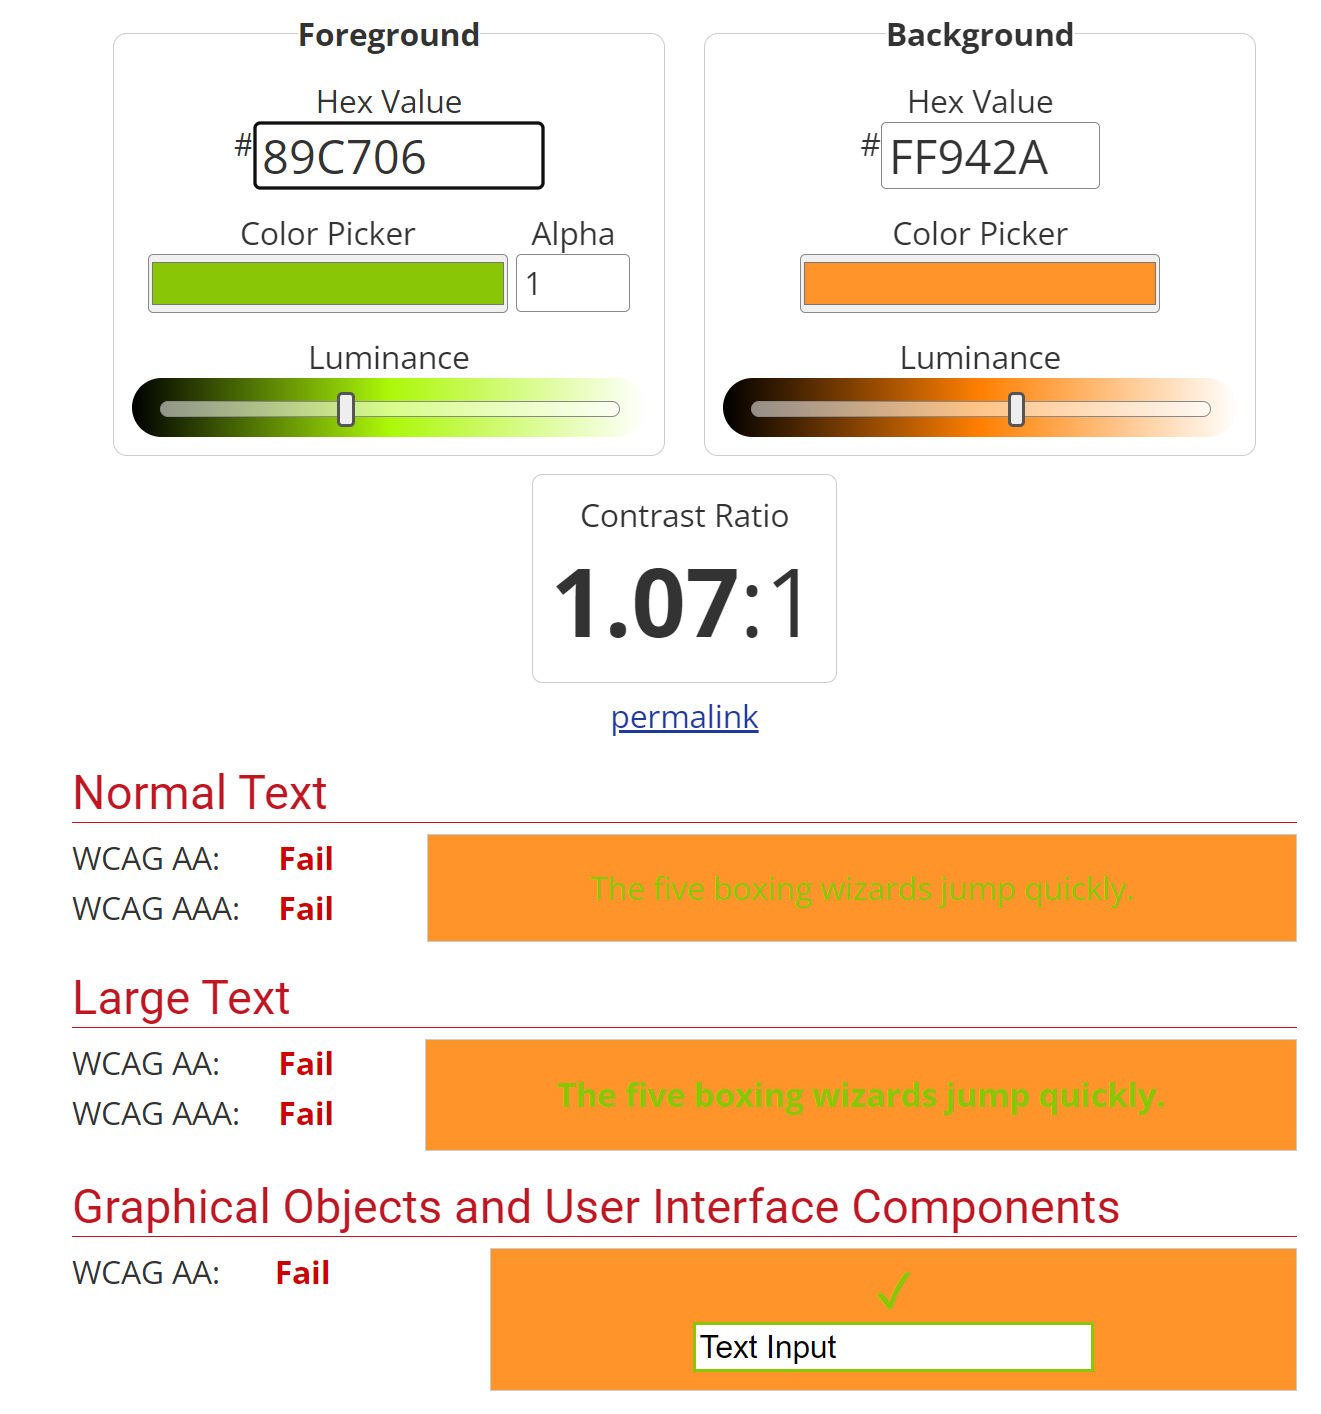 Foreground
Hex Value
#89C706
Color Picker Alpha
1
Luminance
Background
Hex Value
#FF942A
Color Picker
Luminance
Contrast Ratio
1.07:1
permalink
Normal Text
WCAG AA: Fail
WCAG AAA: Fail
The five boxing wizards jump quickly.
Large Text
WCAG AA: Fail
WCAG AAA: Fail
The five boxing wizards jump quickly.
Graphical Objects and User Interface Components
WCAG AA: Fail
✓
Text Input